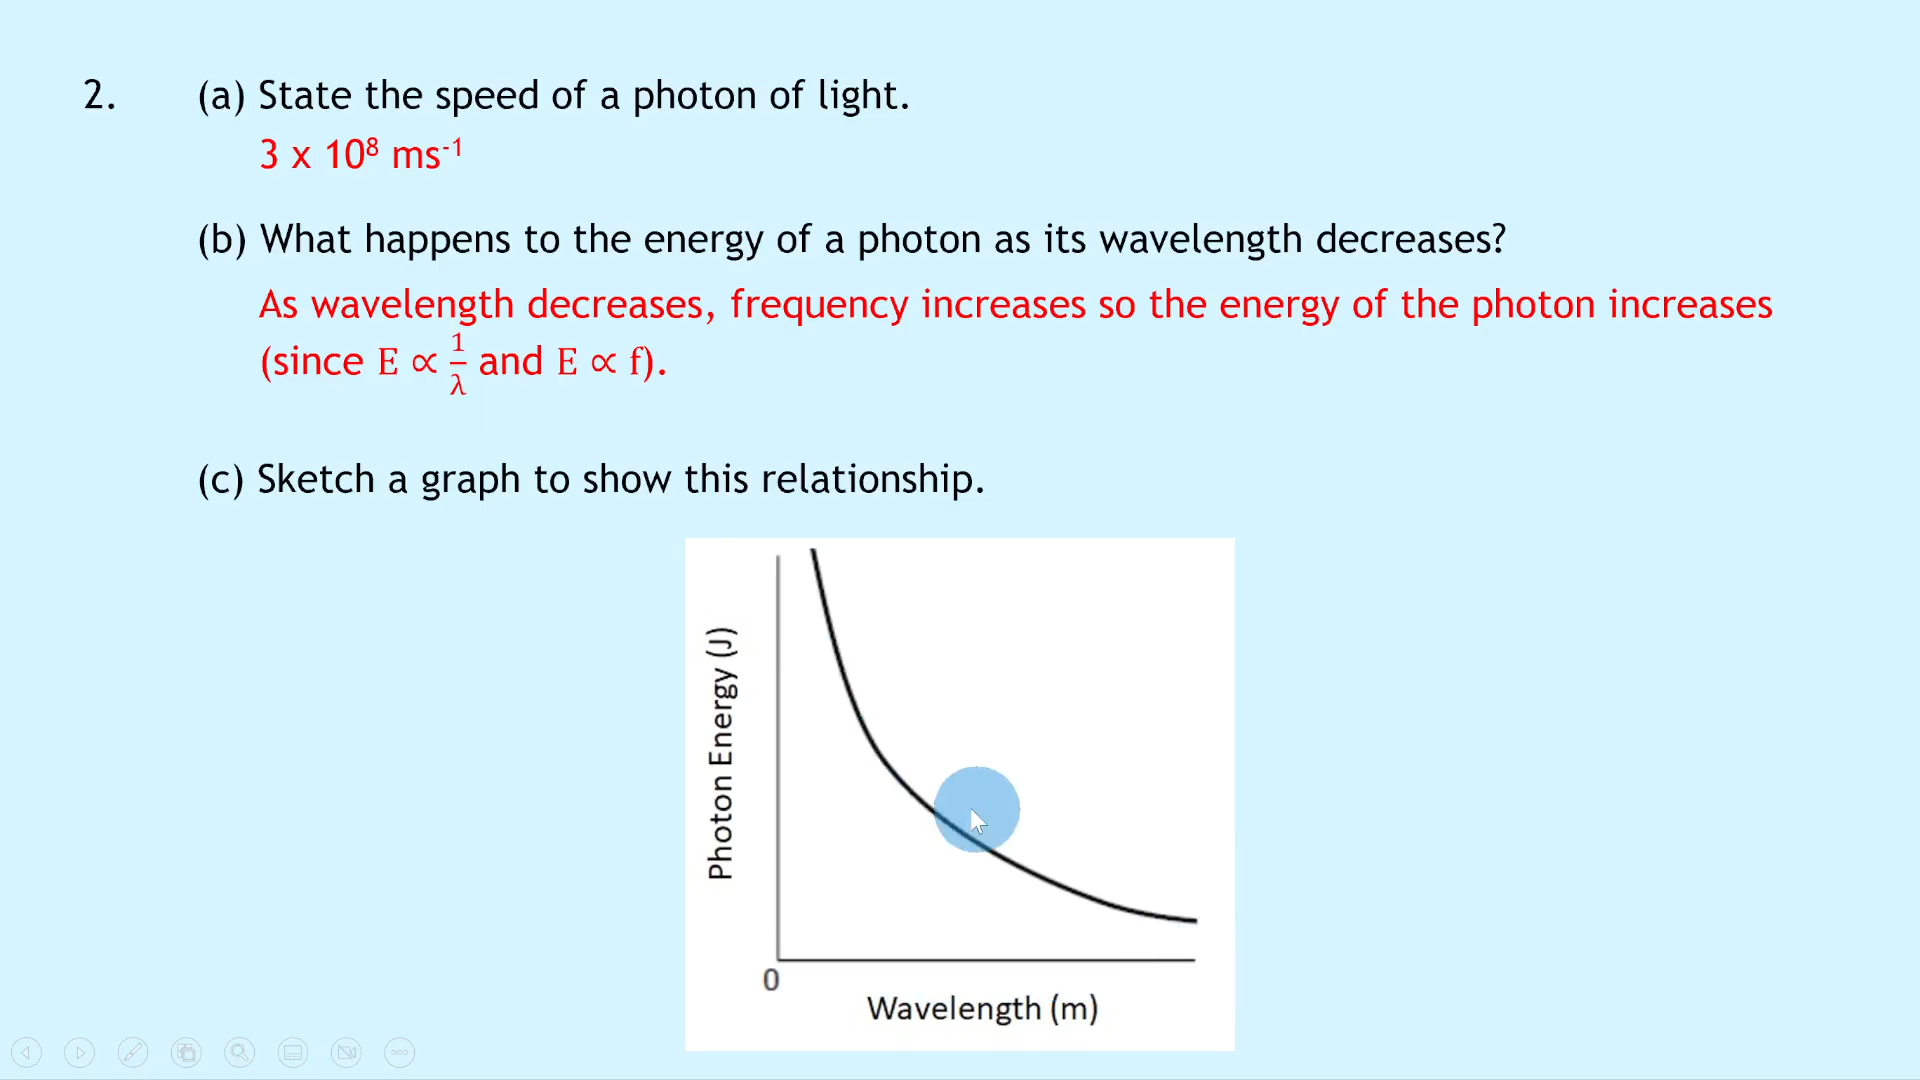 2. (a) State the speed of a photon of light.
3 x 10⁸ ms⁻¹
(b) What happens to the energy of a photon as its wavelength decreases?
As wavelength decreases, frequency increases so the energy of the photon increases
(since E ∝ 1/λ and E ∝ f).
(c) Sketch a graph to show this relationship.
Photon Energy (J)
0
Wavelength (m)